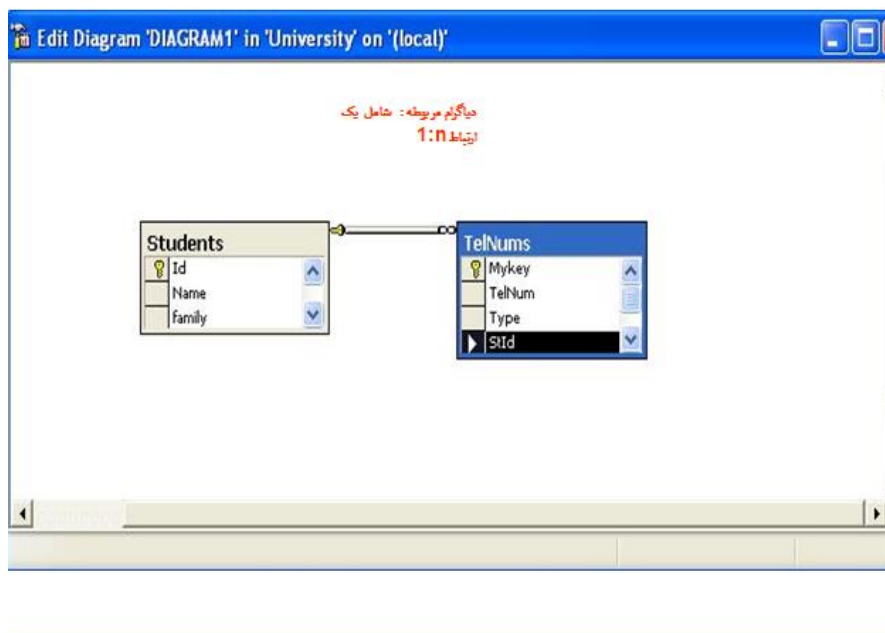 Edit Diagram 'DIAGRAM1' in 'University' on '(local)'
دیاگرام مربوطه: شامل یک
ارتباط 1:n
Students
Id
Name
family
TelNums
Mykey
TelNum
Type
StId